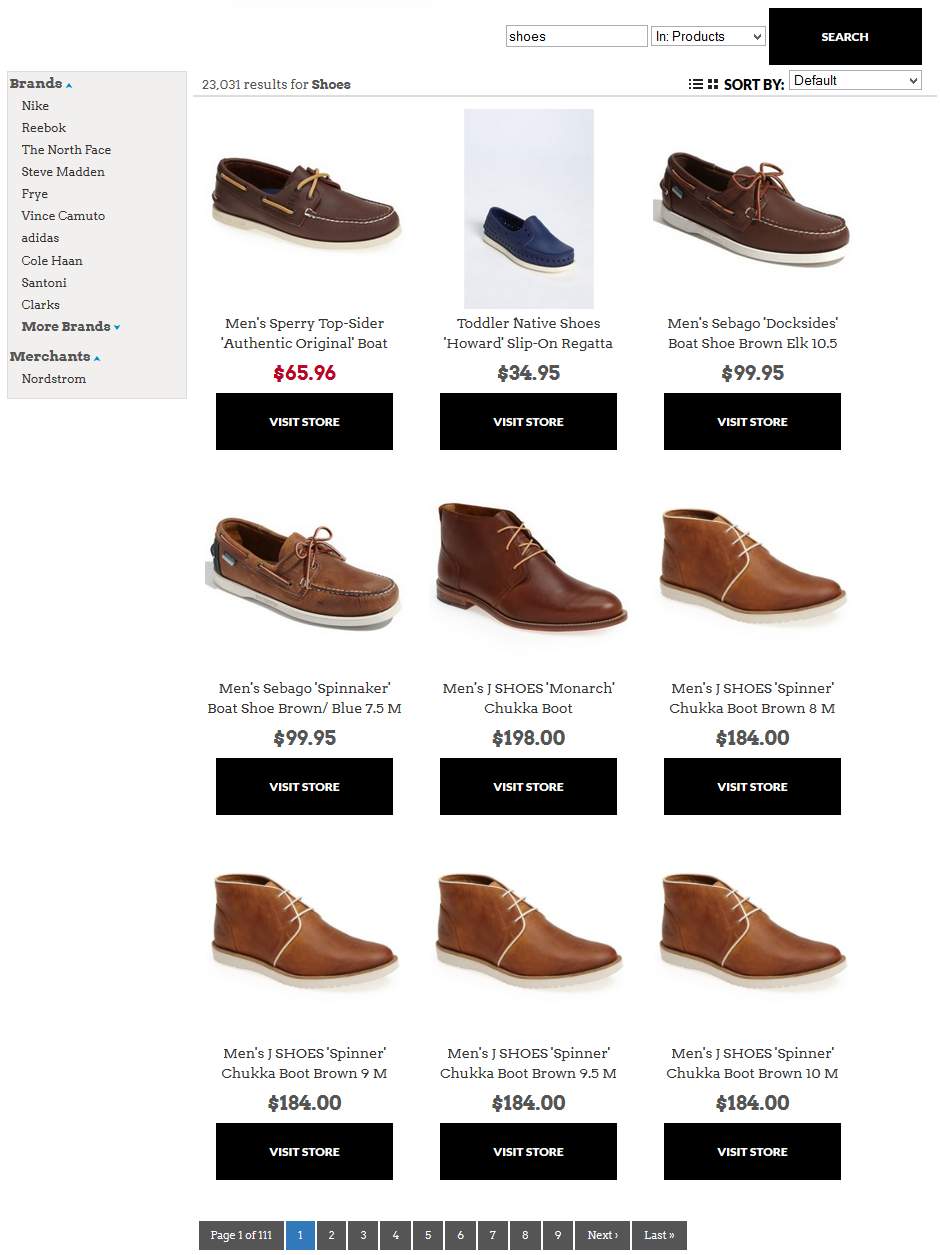 shoes In: Products SEARCH
Brands
Nike
Reebok
The North Face
Steve Madden
Frye
Vince Camuto
adidas
Cole Haan
Santoni
Clarks
More Brands
Merchants
Nordstrom
23,031 results for Shoes SORT BY: Default
Men's Sperry Top-Sider
'Authentic Original' Boat
$65.96
VISIT STORE
Toddler Native Shoes
'Howard' Slip-On Regatta
$34.95
VISIT STORE
Men's Sebago 'Docksides'
Boat Shoe Brown Elk 10.5
$99.95
VISIT STORE
Men's Sebago 'Spinnaker'
Boat Shoe Brown/ Blue 7.5 M
$99.95
VISIT STORE
Men's J SHOES 'Monarch'
Chukka Boot
$198.00
VISIT STORE
Men's J SHOES 'Spinner'
Chukka Boot Brown 8 M
$184.00
VISIT STORE
Men's J SHOES 'Spinner'
Chukka Boot Brown 9 M
$184.00
VISIT STORE
Men's J SHOES 'Spinner'
Chukka Boot Brown 9.5 M
$184.00
VISIT STORE
Men's J SHOES 'Spinner'
Chukka Boot Brown 10 M
$184.00
VISIT STORE
Page 1 of 111 1 2 3 4 5 6 7 8 9 Next › Last »